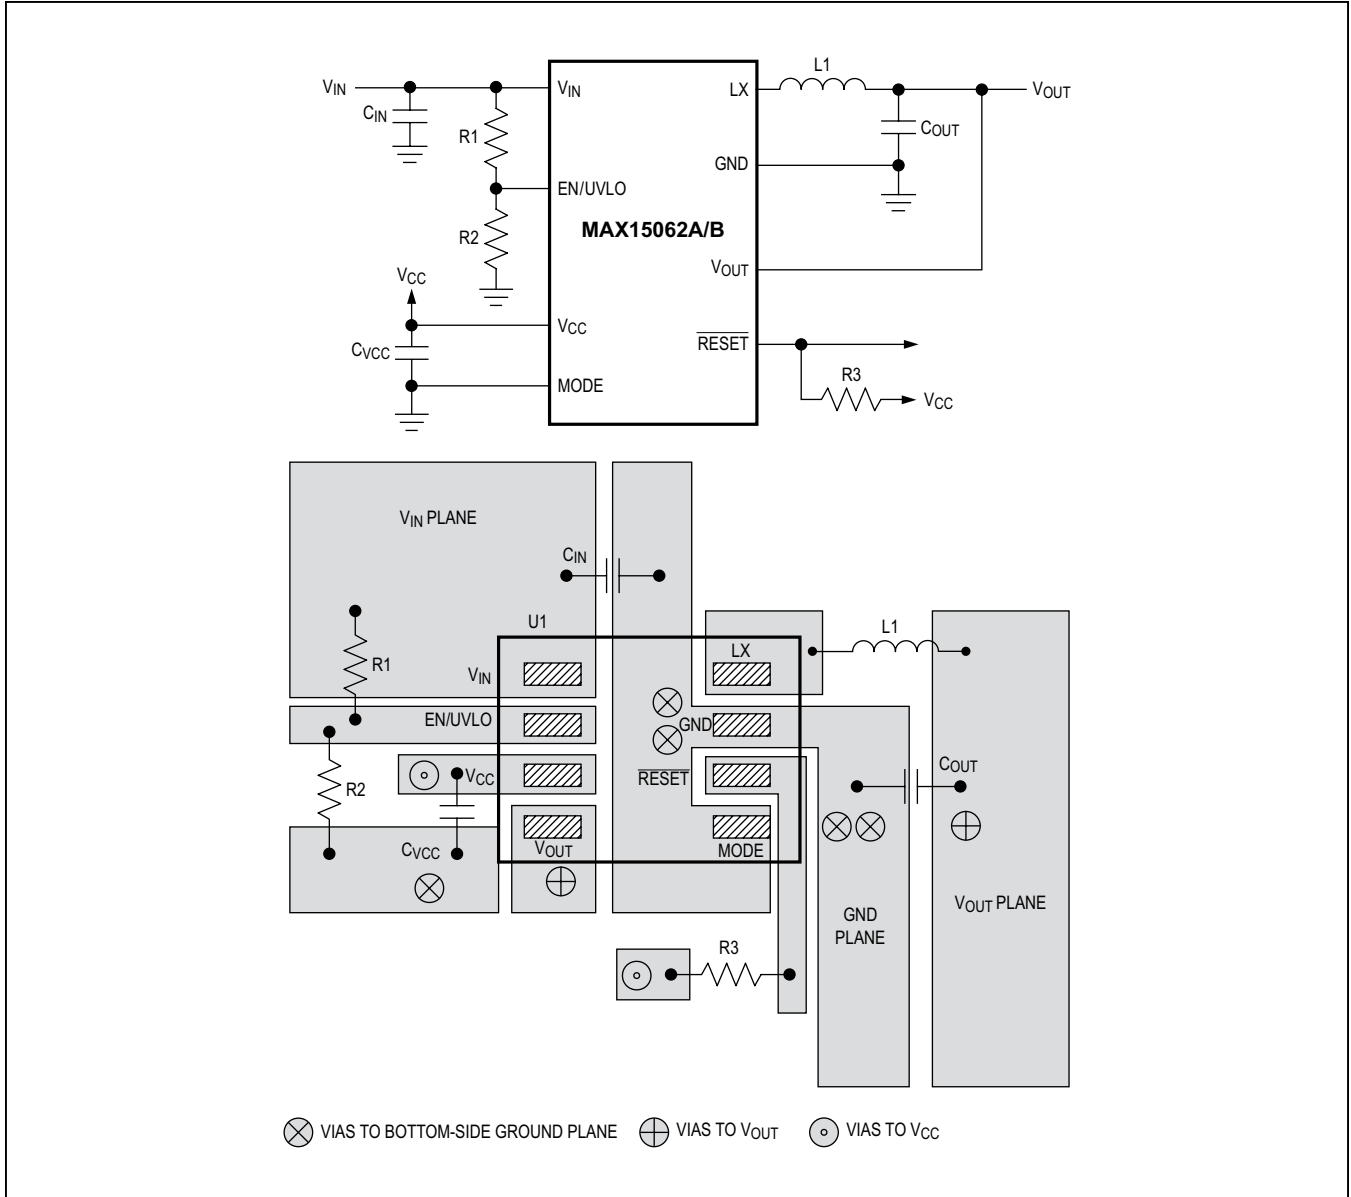 L1
VIN
VIN
LX
VOUT
CIN
COUT
R1
GND
EN/UVLO
MAX15062A/B
R2
VOUT
VCC
VCC
RESET
CVCC
R3
MODE
VCC
VIN PLANE
CIN
U1
L1
LX
R1
VIN
EN/UVLO
GND
COUT
VCC
RESET
R2
CVCC
VOUT
MODE
VOUT PLANE
GND
PLANE
R3
VIAS TO BOTTOM-SIDE GROUND PLANE
VIAS TO VOUT
VIAS TO VCC